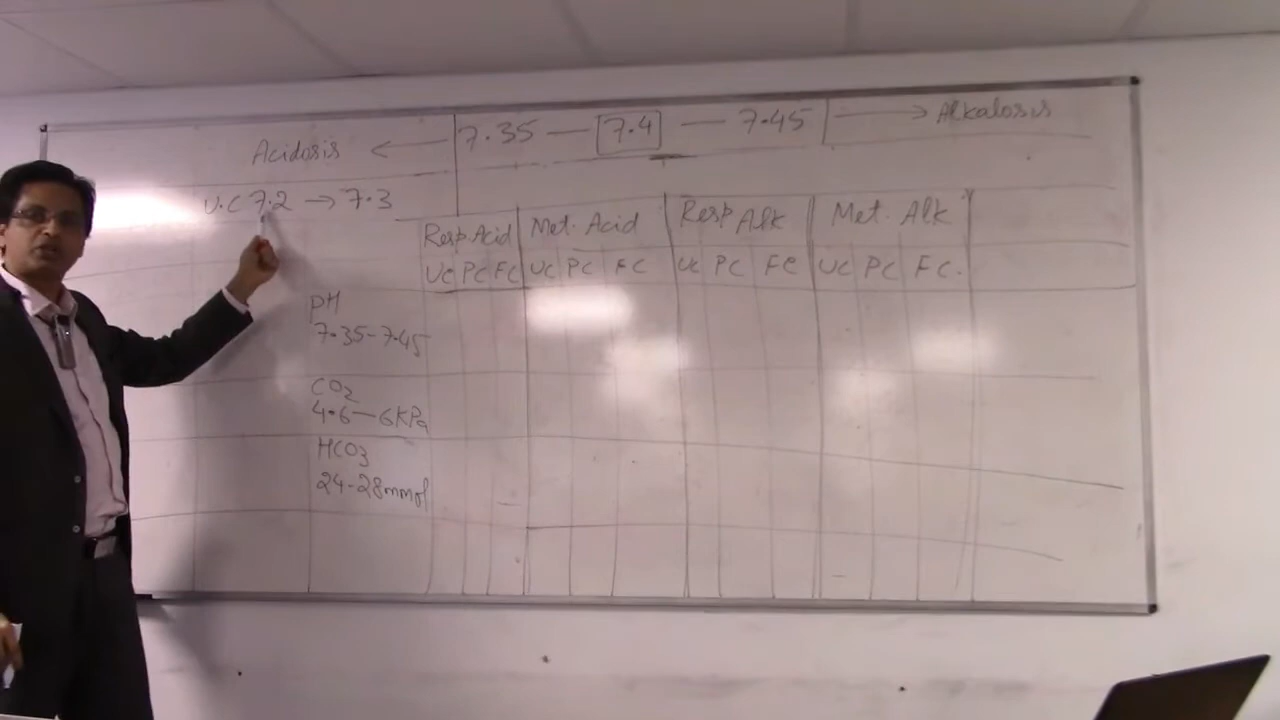 Acidosis ← 7.35 — 7.4 — 7.45 → Alkalosis
U.C 7.2 → 7.3
Resp Acid Met. Acid Resp Alk Met. Alk
UC PC FC UC PC FC UC PC FC UC PC FC.
PH
7.35-7.45
CO2
4.6—6KPa
HCO3
24-28mmol